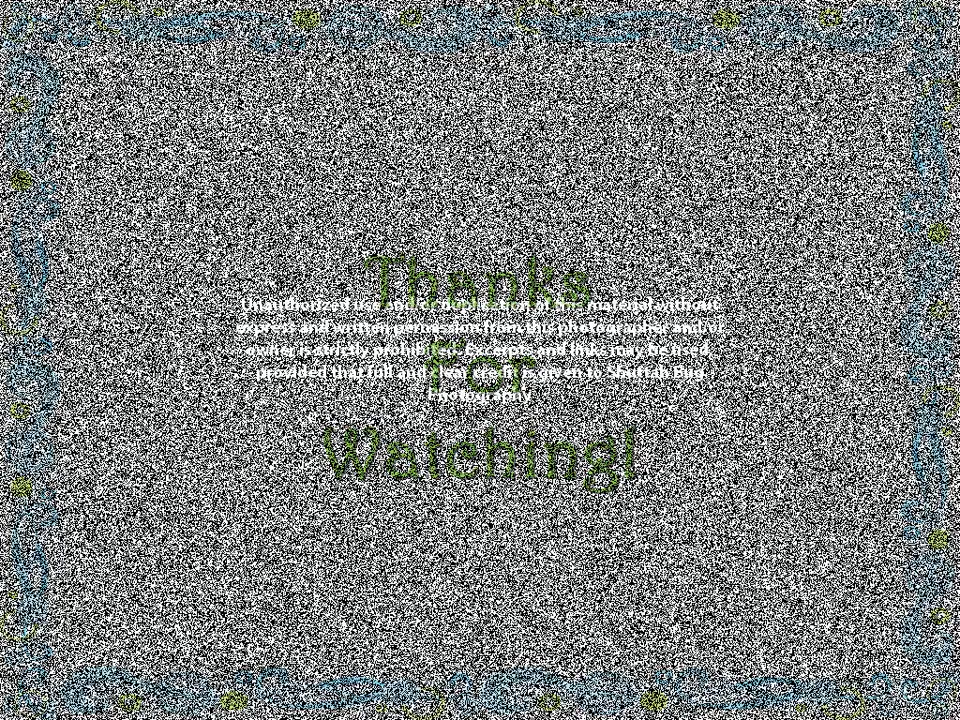 Thanks
Unauthorized use and/or duplication of this material without
express and written permission from this photographer and/or
owner is strictly prohibited. Excerpts and links may be used,
For
provided that full and clear credit is given to Shuttah Bug
Photography
Watching!